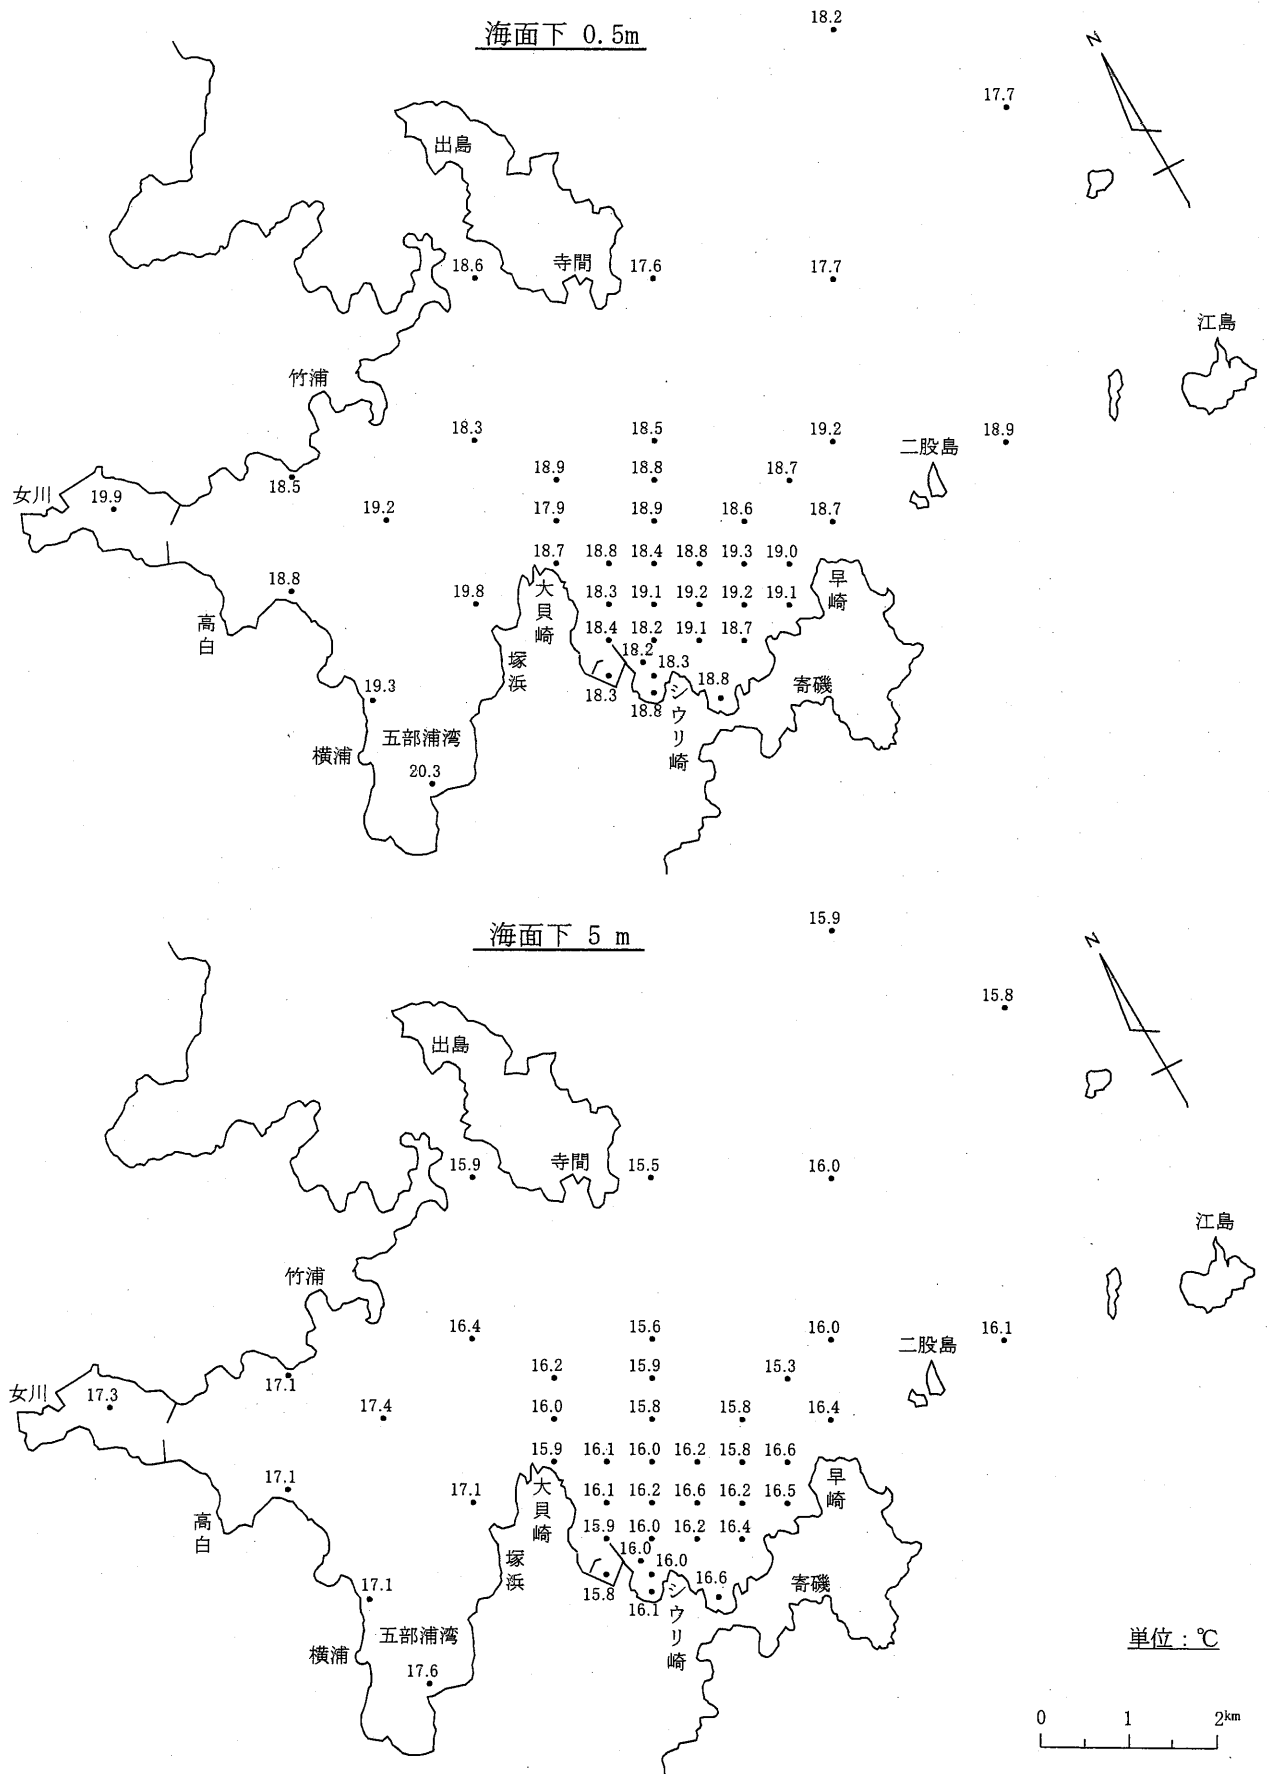 海面下 0.5m
18.2
N
17.7
出島
寺間
18.6
17.6
17.7
江島
竹浦
18.3
18.5
19.2
18.9
二股島
18.9
18.8
18.7
女川
19.9
18.5
19.2
17.9
18.9
18.6
18.7
18.7
18.8
18.4
18.8
19.3
19.0
18.8
19.8
大貝崎
18.3
19.1
19.2
19.2
19.1
早崎
高白
18.4
18.2
19.1
18.7
塚浜
18.2
18.3
18.3
18.8
18.8
シウリ崎
寄磯
19.3
五部浦湾
横浦
20.3
海面下 5 m
15.9
N
15.8
出島
寺間
15.9
15.5
16.0
江島
竹浦
16.4
15.6
16.0
16.1
二股島
16.2
15.9
15.3
女川
17.3
17.1
17.4
16.0
15.8
15.8
16.4
15.9
16.1
16.0
16.2
15.8
16.6
17.1
17.1
大貝崎
16.1
16.2
16.6
16.2
16.5
早崎
高白
15.9
16.0
16.2
16.4
塚浜
16.0
16.0
15.8
16.1
16.6
シウリ崎
寄磯
17.1
五部浦湾
横浦
17.6
単位：℃
0 1 2km